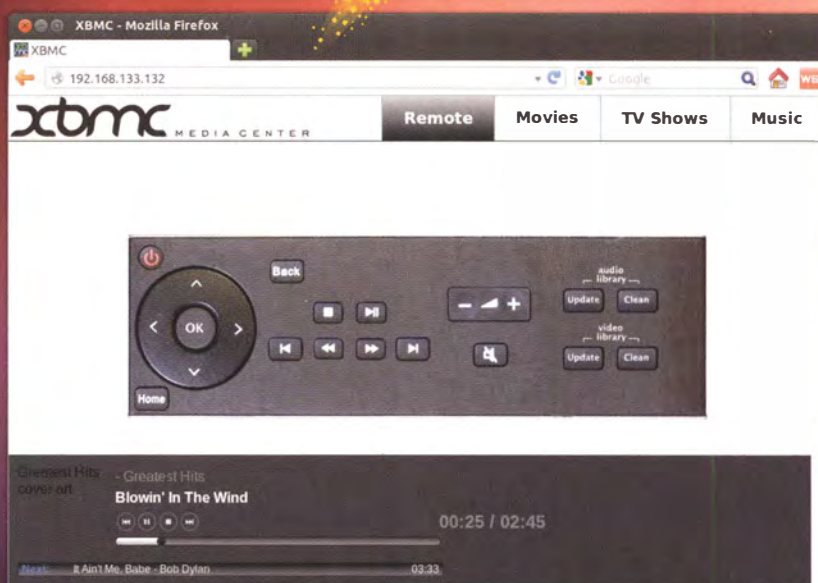 XBMC - Mozilla Firefox
XBMC
192.168.133.132
Google
WE
xbmc MEDIA CENTER
Remote Movies TV Shows Music
Back
OK
Home
audio library
Update Clean
video library
Update Clean
Greatest Hits cover art
- Greatest Hits
Blowin' In The Wind
00:25 / 02:45
Next: It Ain't Me, Babe - Bob Dylan 03:33